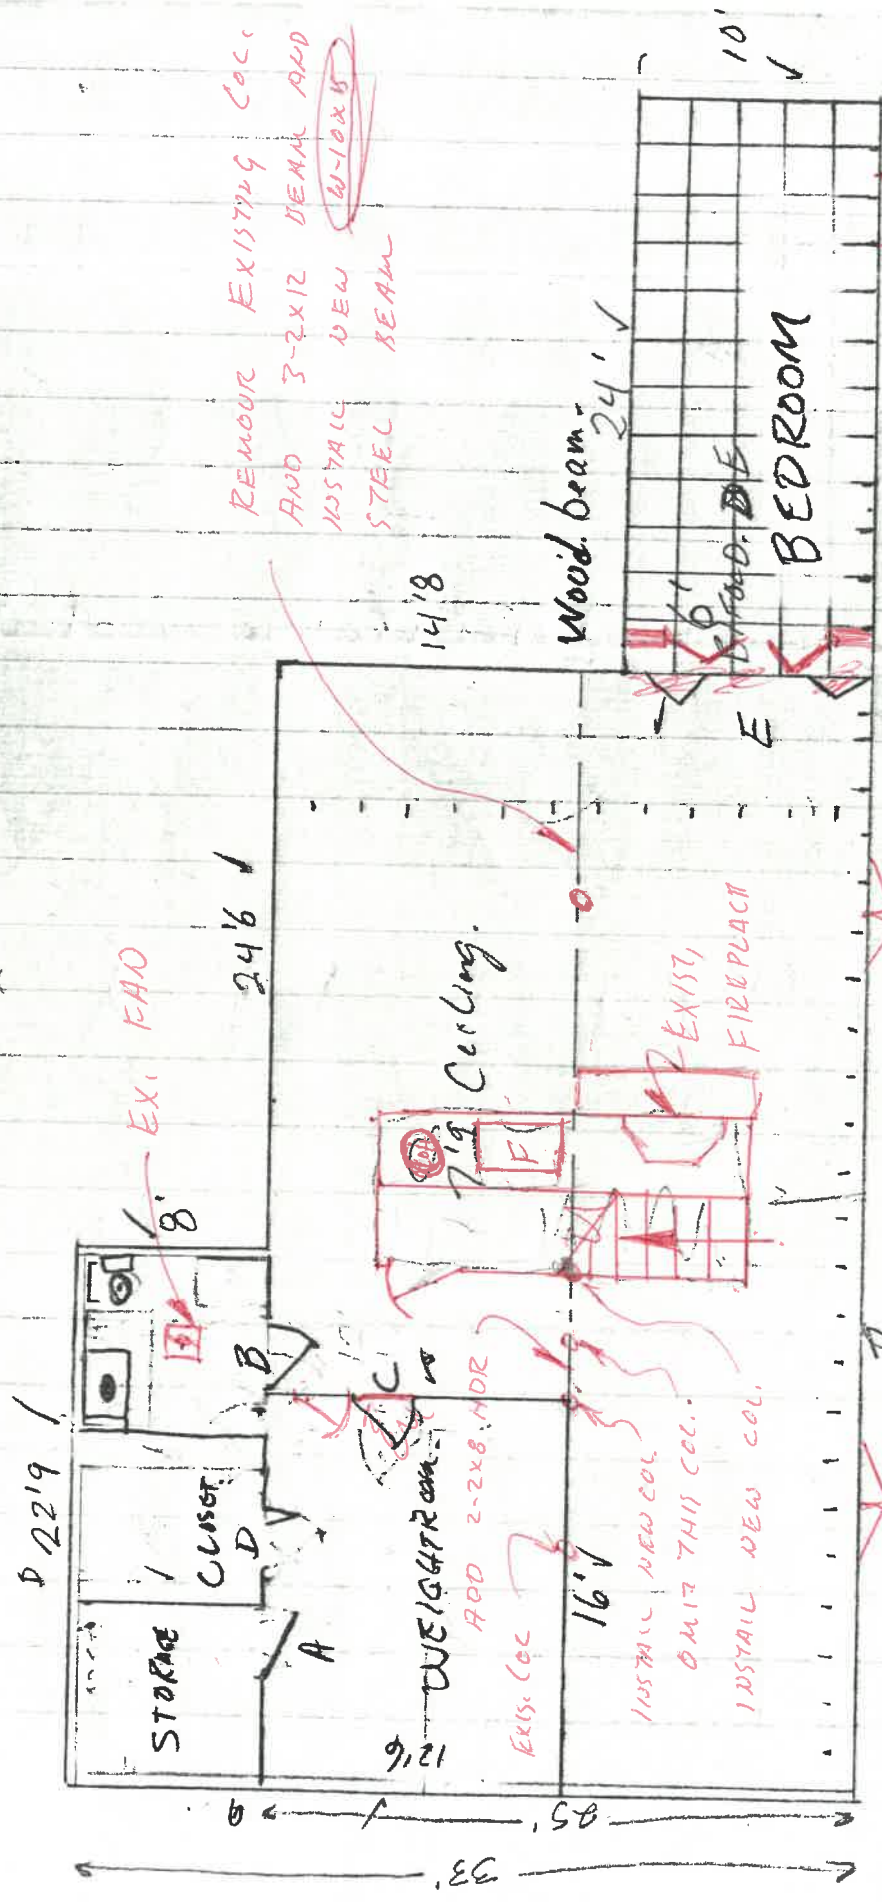 REMOUR EXISTING COL.
AND 3-2X12 BEAM AND
INSTALL NEW W-10X15
STEEL BEAM
10'
Wood beam.
24'
14'8
6'
BEDROOM
E
24'6
EX. FAN
8'
7'9 Ceiling.
F
EXIST,
FIREPLACE
22'9
B
C
CLOSET
D
STORAGE
A
WEIGHTROOM.
12'6
ADD 2-2X8 HDR
EXIS. COL
16'
INSTALL NEW COL
OMIT THIS COL.
INSTALL NEW COL.
25'
33'